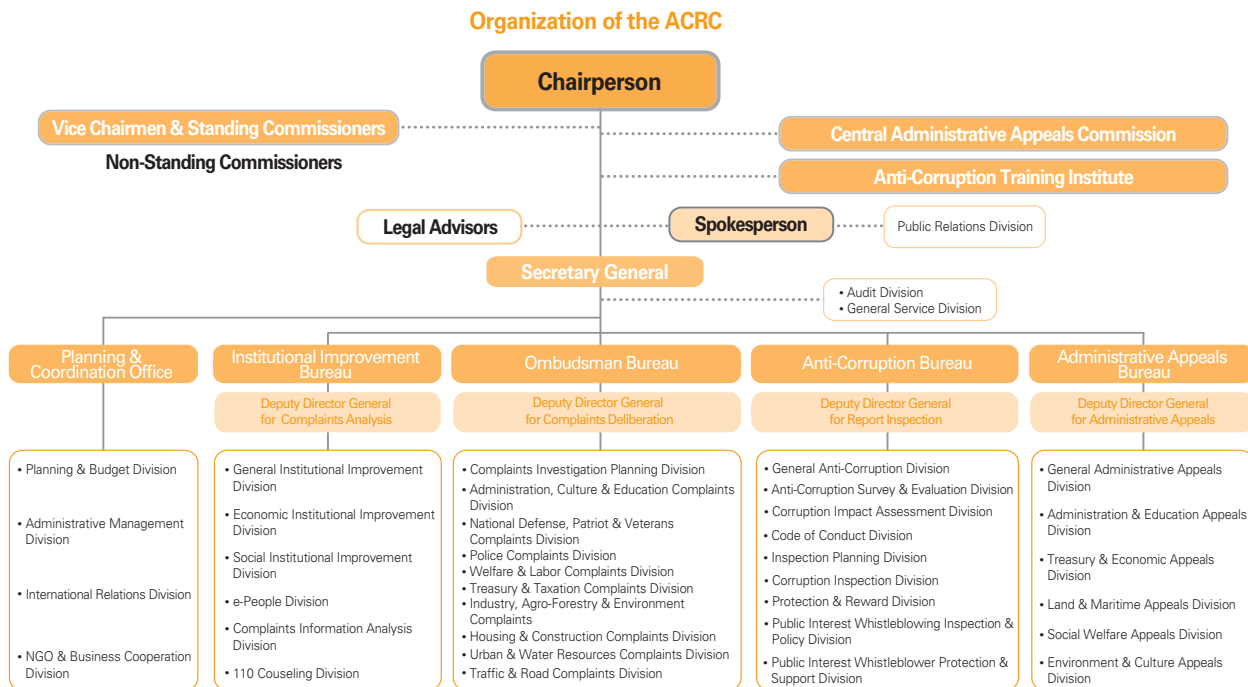 Organization of the ACRC
Chairperson
Vice Chairmen & Standing Commissioners
Non-Standing Commissioners
Central Administrative Appeals Commission
Anti-Corruption Training Institute
Legal Advisors
Spokesperson
Public Relations Division
Secretary General
• Audit Division
• General Service Division
Planning &
Coordination Office
Institutional Improvement
Bureau
Ombudsman Bureau
Anti-Corruption Bureau
Administrative Appeals
Bureau
Deputy Director General
for Complaints Analysis
Deputy Director General
for Complaints Deliberation
Deputy Director General
for Report Inspection
Deputy Director General
for Administrative Appeals
• Planning & Budget Division
• Administrative Management
Division
• International Relations Division
• NGO & Business Cooperation
Division
• General Institutional Improvement
Division
• Economic Institutional Improvement
Division
• Social Institutional Improvement
Division
• e-People Division
• Complaints Information Analysis
Division
• 110 Couseling Division
• Complaints Investigation Planning Division
• Administration, Culture & Education Complaints
Division
• National Defense, Patriot & Veterans
Complaints Division
• Police Complaints Division
• Welfare & Labor Complaints Division
• Treasury & Taxation Complaints Division
• Industry, Agro-Forestry & Environment
Complaints
• Housing & Construction Complaints Division
• Urban & Water Resources Complaints Division
• Traffic & Road Complaints Division
• General Anti-Corruption Division
• Anti-Corruption Survey & Evaluation Division
• Corruption Impact Assessment Division
• Code of Conduct Division
• Inspection Planning Division
• Corruption Inspection Division
• Protection & Reward Division
• Public Interest Whistleblowing Inspection &
Policy Division
• Public Interest Whistleblower Protection &
Support Division
• General Administrative Appeals
Division
• Administration & Education Appeals
Division
• Treasury & Economic Appeals
Division
• Land & Maritime Appeals Division
• Social Welfare Appeals Division
• Environment & Culture Appeals
Division